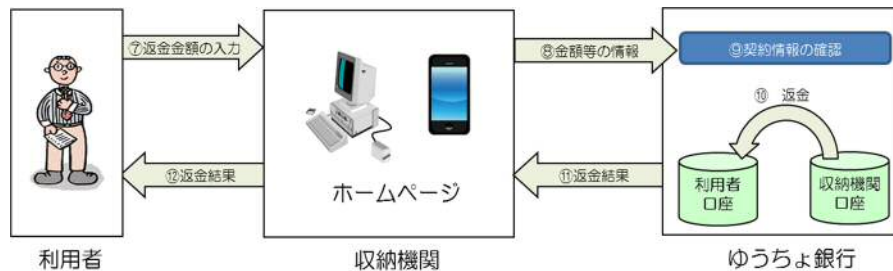 ⑦返金金額の入力
⑧金額等の情報
⑨契約情報の確認
⑩ 返金
利用者
口座
収納機関
口座
⑫返金結果
ホームページ
⑪返金結果
利用者
収納機関
ゆうちょ銀行